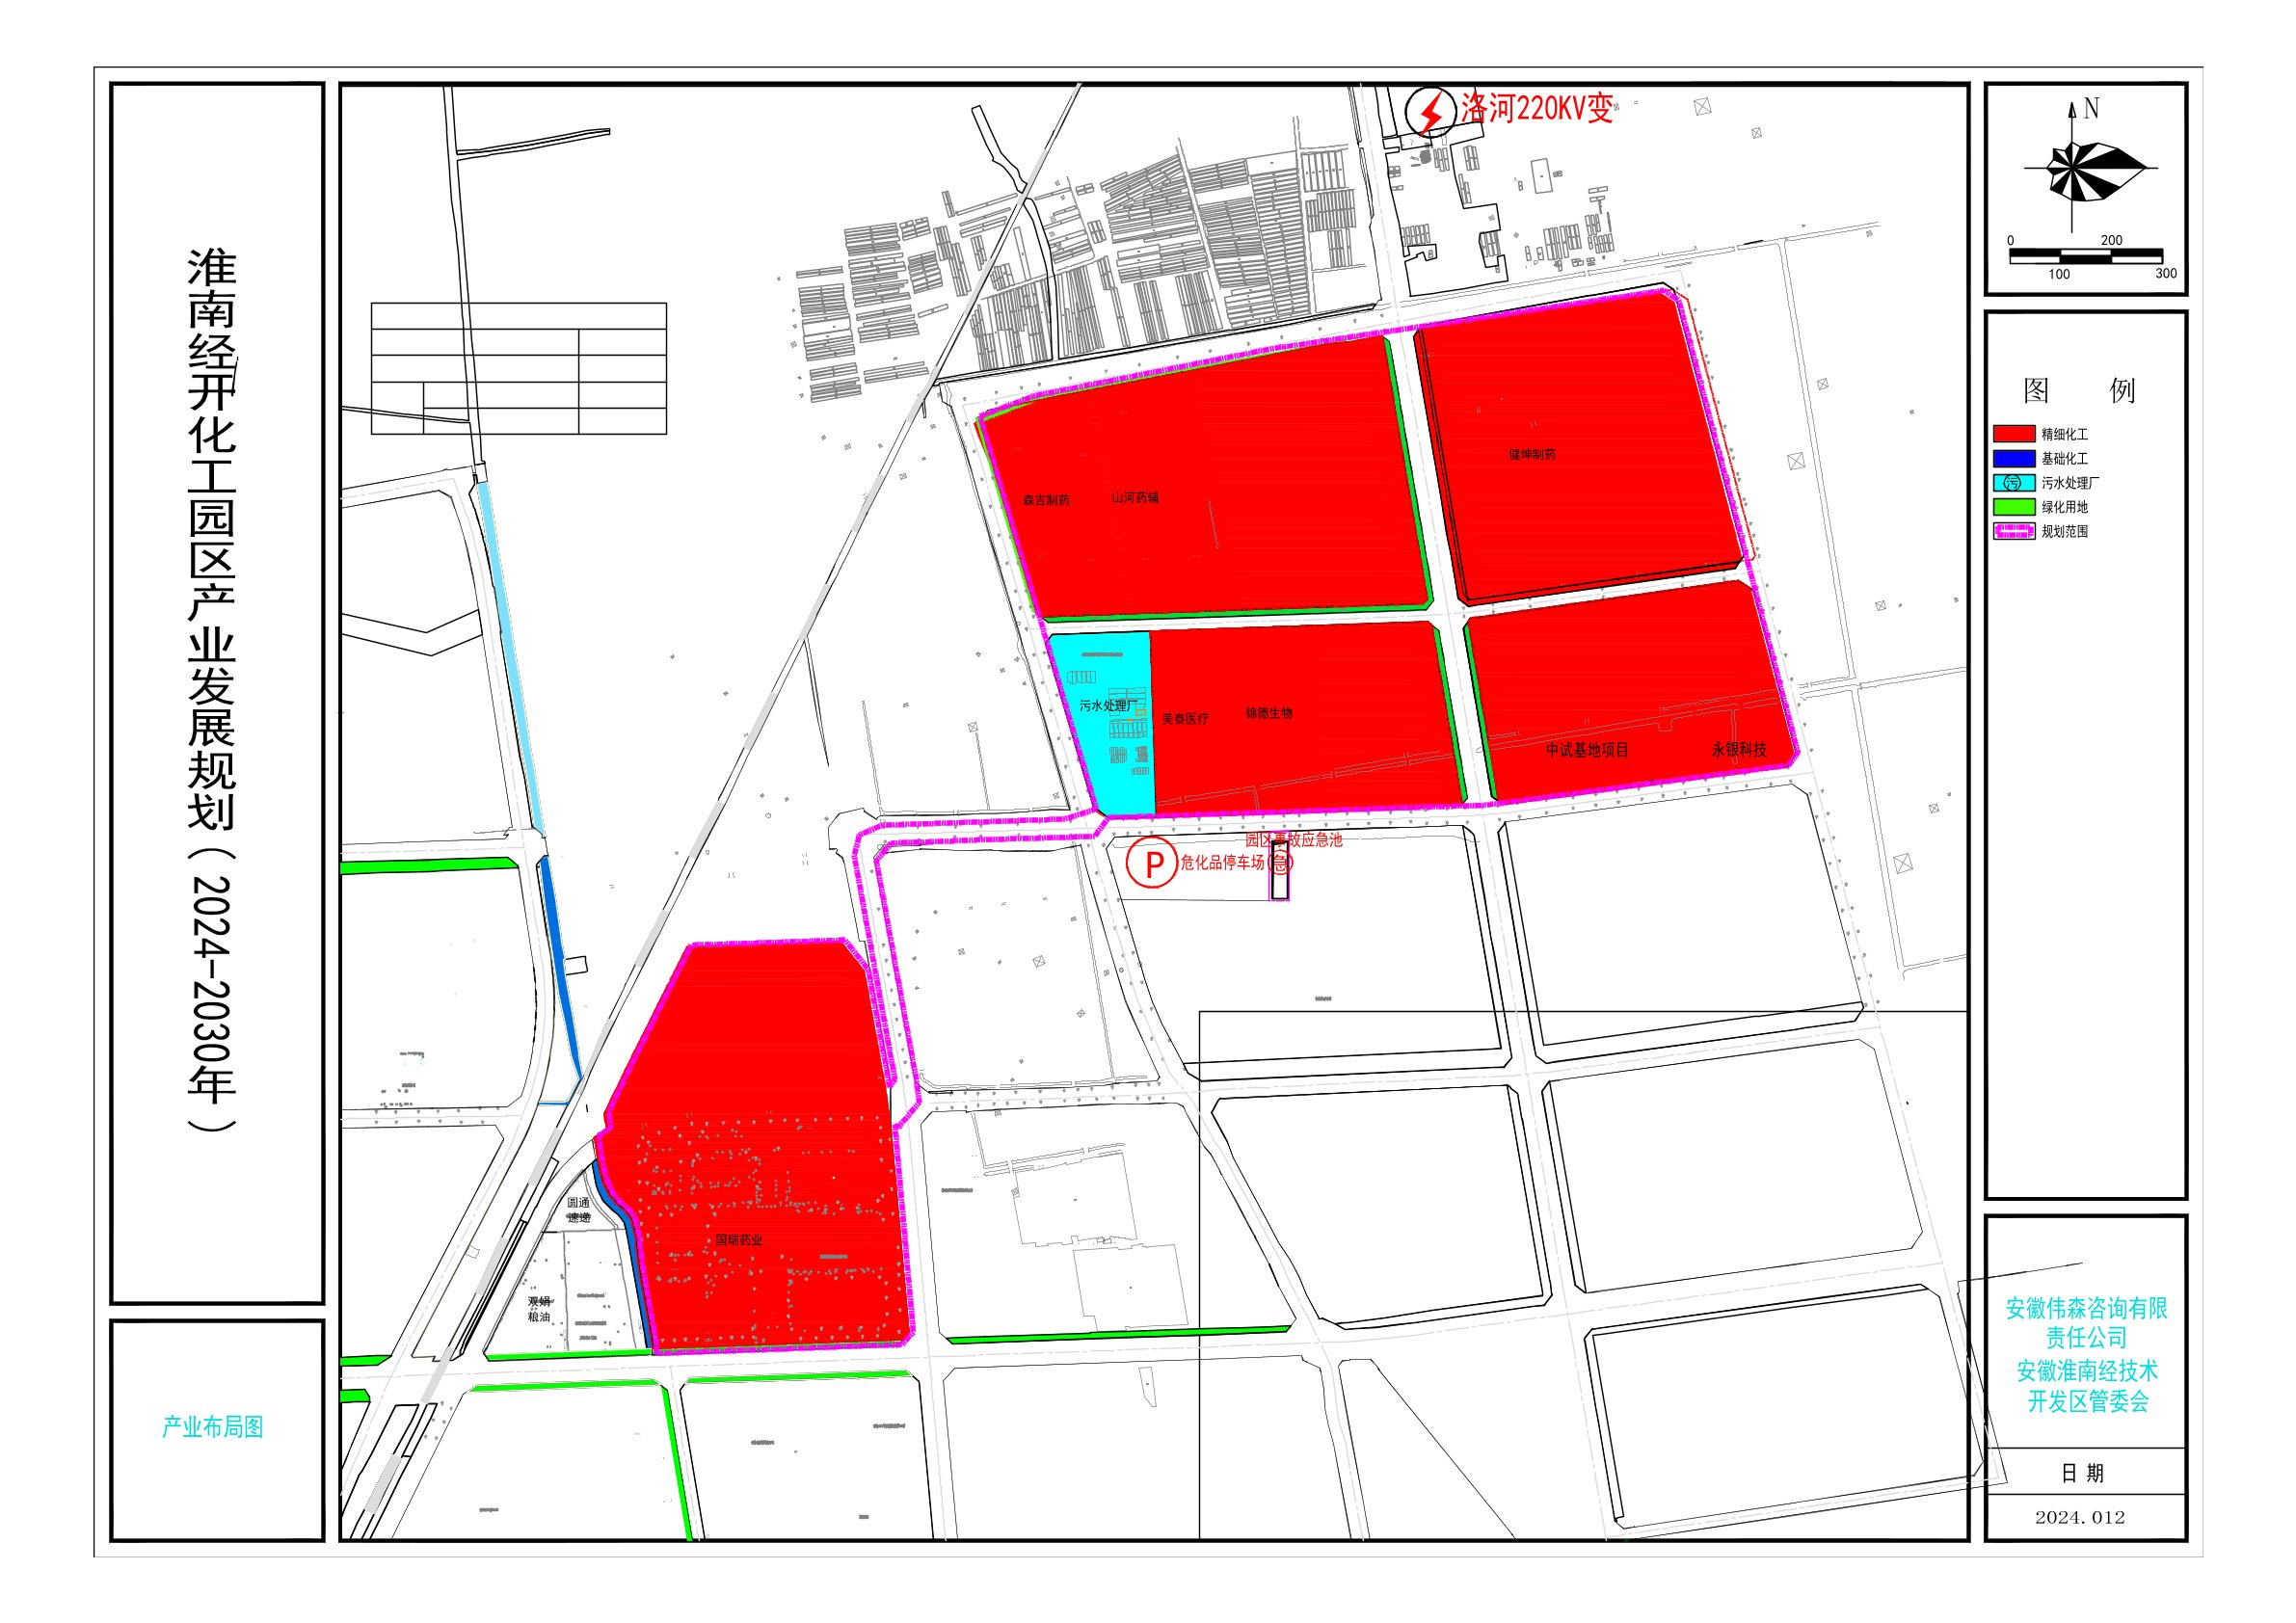 淮南经开化工园区产业发展规划（2024-2030年）
产业布局图
洛河220KV变
健坤制药
森吉制药
山河药辅
污水处理厂
美泰医疗
锦德生物
中试基地项目
永银科技
园区事故应急池
P
危化品停车场
急
国瑞药业
圆通
速递
双娟
粮油
N
0
200
100
300
图 例
精细化工
基础化工
污
污水处理厂
绿化用地
规划范围
安徽伟森咨询有限
责任公司
安徽淮南经技术
开发区管委会
日 期
2024.012